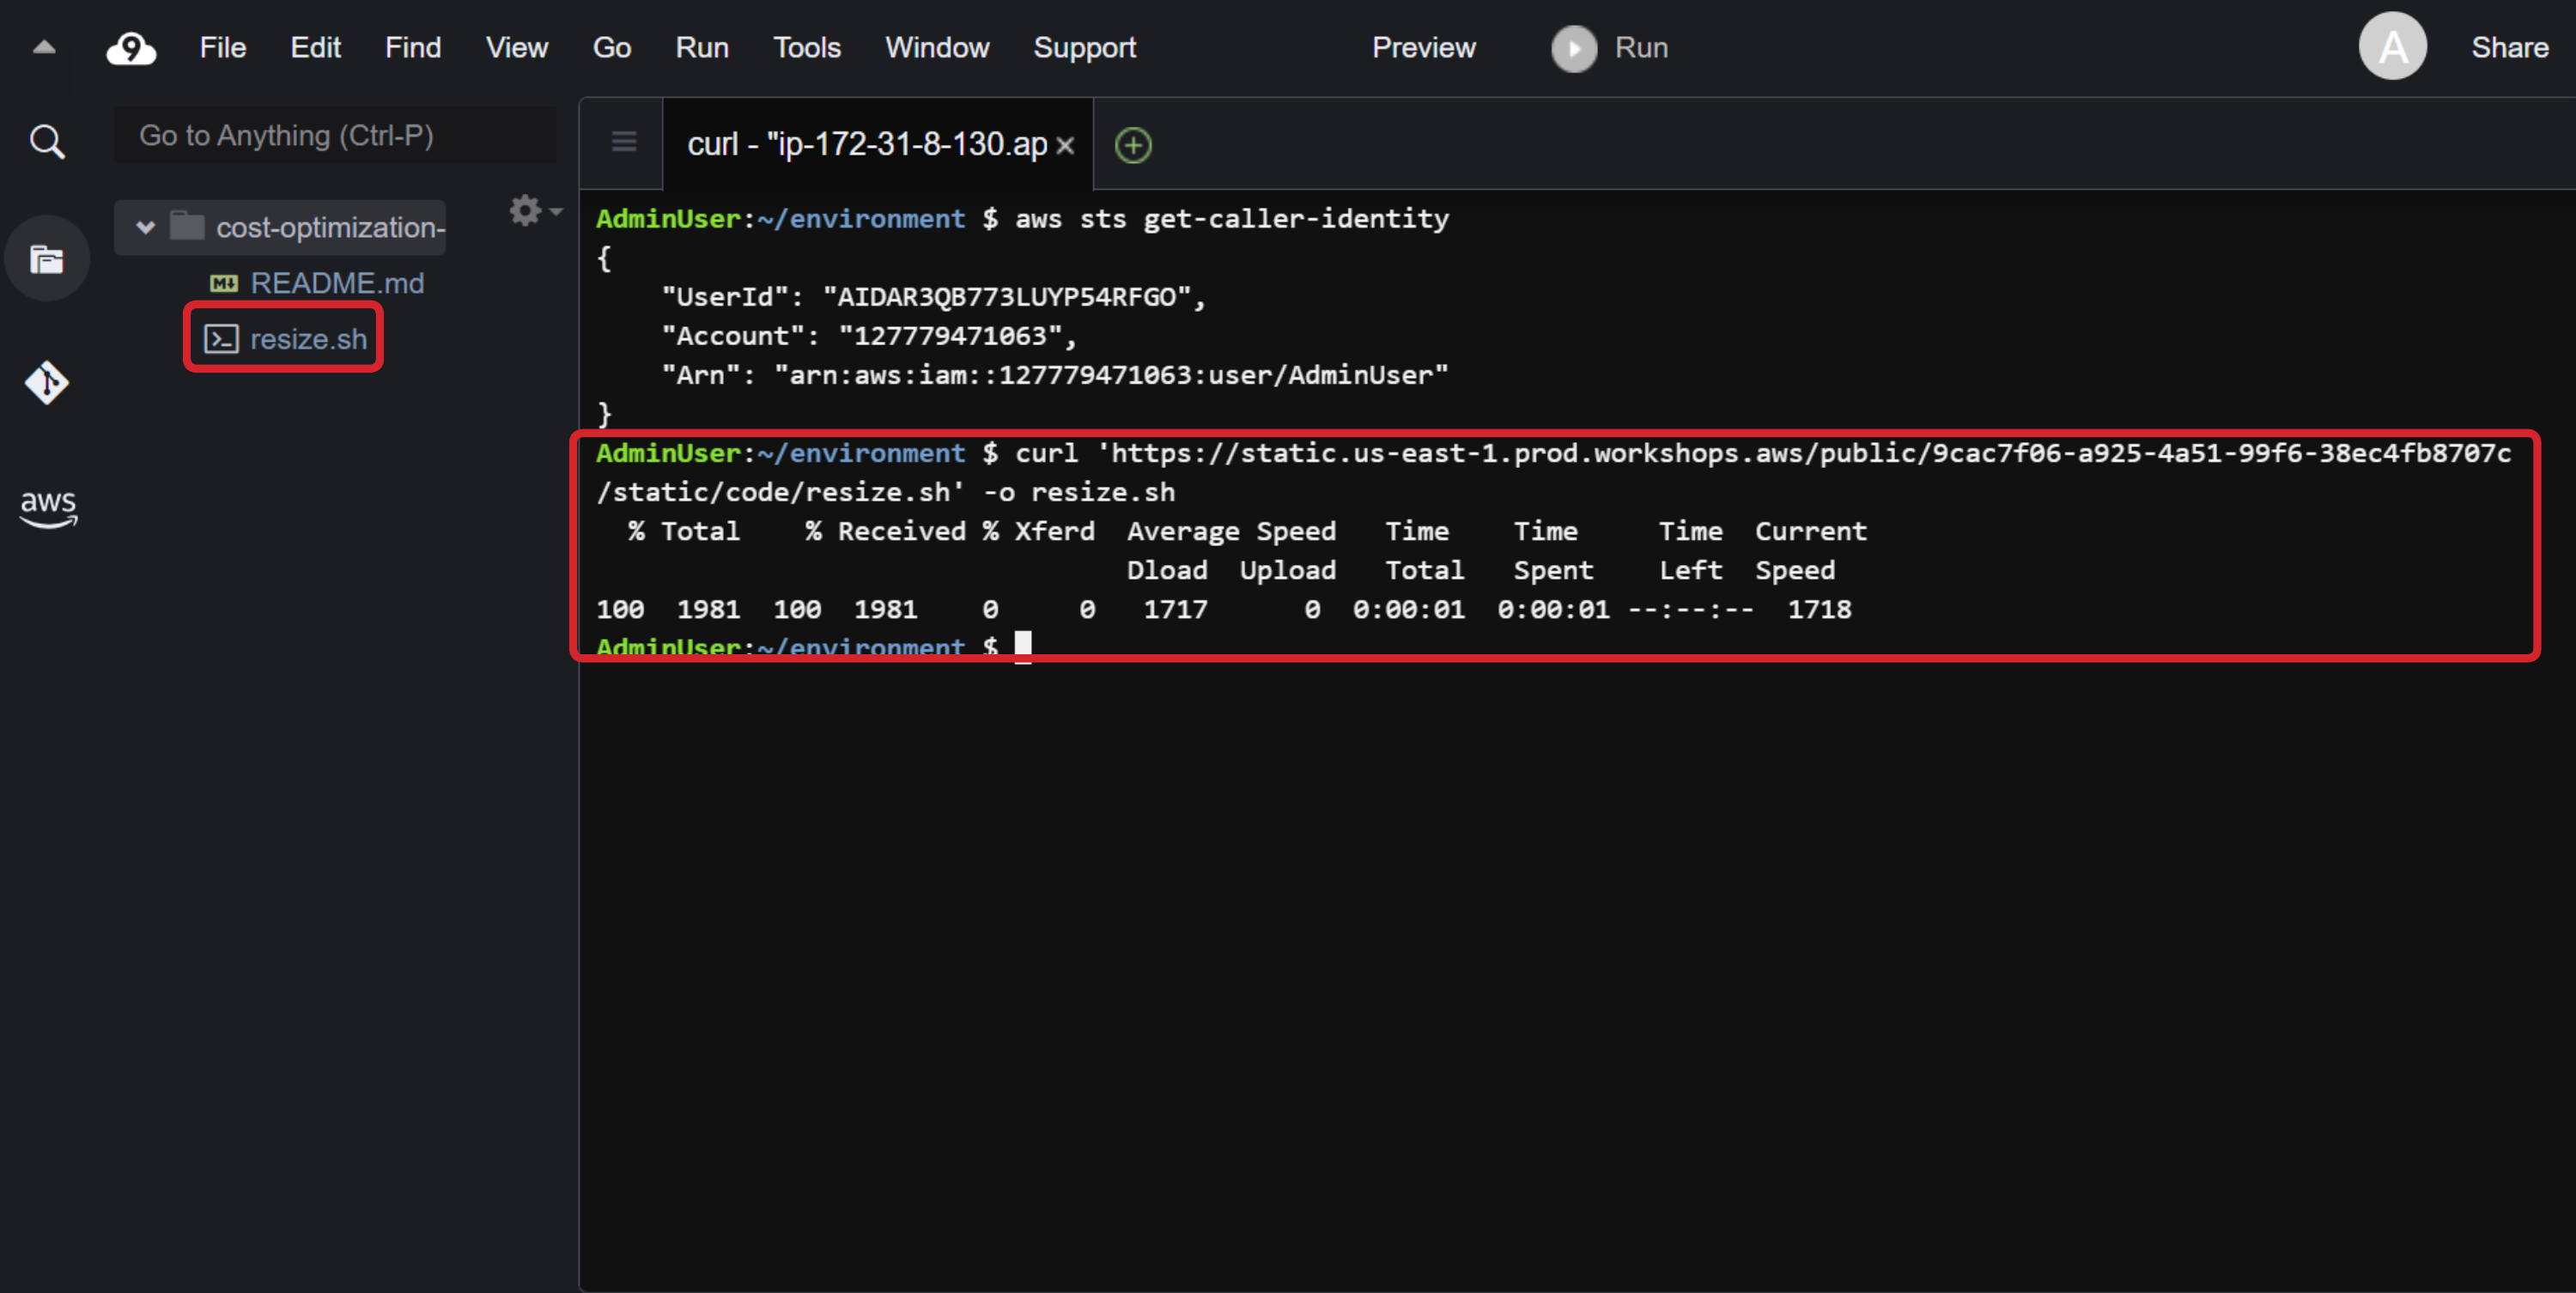 9 File Edit Find View Go Run Tools Window Support Preview Run A Share
Go to Anything (Ctrl-P)
curl - "ip-172-31-8-130.ap ×
cost-optimization-
M↓ README.md
resize.sh
aws
AdminUser:~/environment $ aws sts get-caller-identity
{
    "UserId": "AIDAR3QB773LUYP54RFGO",
    "Account": "127779471063",
    "Arn": "arn:aws:iam::127779471063:user/AdminUser"
}
AdminUser:~/environment $ curl 'https://static.us-east-1.prod.workshops.aws/public/9cac7f06-a925-4a51-99f6-38ec4fb8707c
/static/code/resize.sh' -o resize.sh
  % Total    % Received % Xferd  Average Speed   Time    Time     Time  Current
                                 Dload  Upload   Total   Spent    Left  Speed
100  1981  100  1981    0     0   1717      0  0:00:01  0:00:01 --:--:--  1718
AdminUser:~/environment $